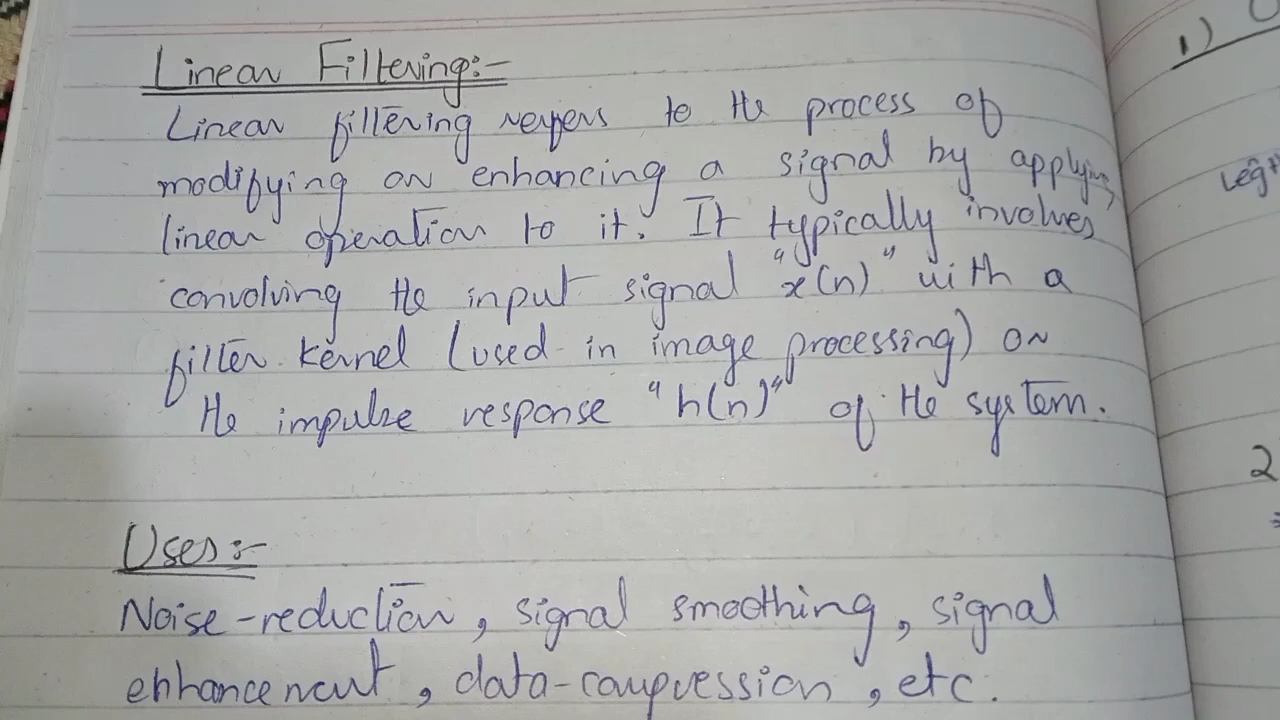 Linear Filtering:-
Linear filtering refers to the process of
modifying or enhancing a signal by applying
linear operation to it. It typically involves
convolving the input signal "x(n)" with a
filter kernel (used in image processing) or
the impulse response "h(n)" of the system.
Uses:-
Noise-reduction, signal smoothing, signal
enhancement, data-compression, etc.
1)
2